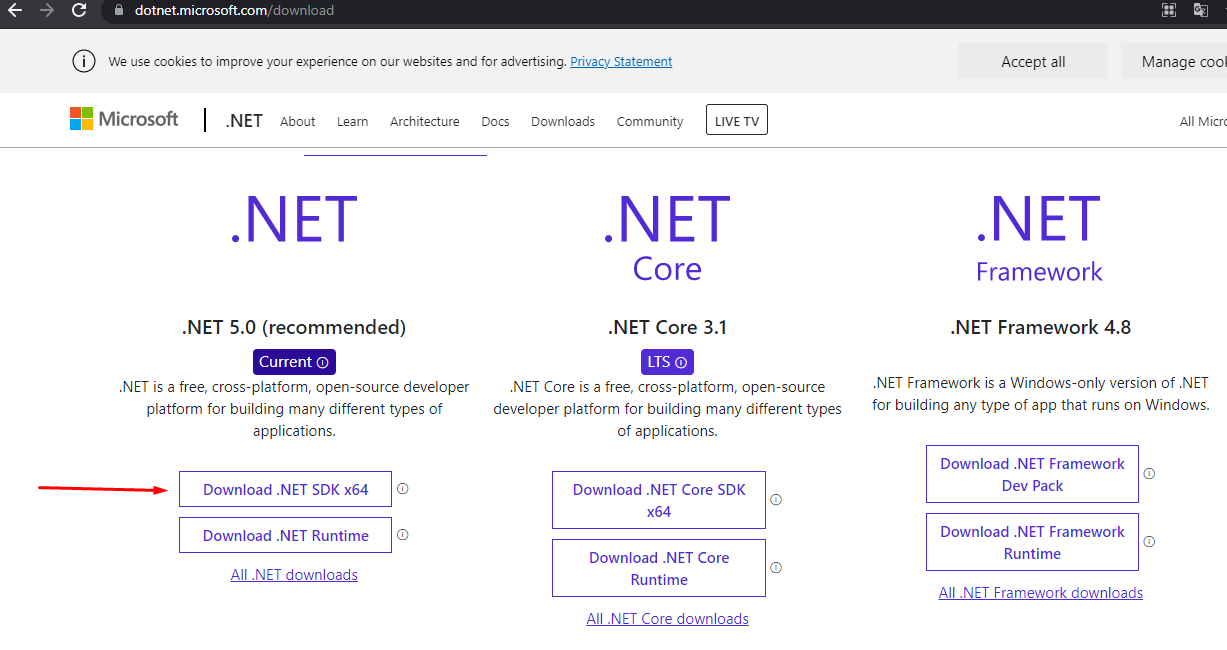 dotnet.microsoft.com/download
We use cookies to improve your experience on our websites and for advertising. Privacy Statement
Accept all
Manage cook
Microsoft
.NET
About
Learn
Architecture
Docs
Downloads
Community
LIVE TV
All Micro
.NET
.NET 5.0 (recommended)
Current
.NET is a free, cross-platform, open-source developer
platform for building many different types of
applications.
Download .NET SDK x64
Download .NET Runtime
All .NET downloads
.NET
Core
.NET Core 3.1
LTS
.NET Core is a free, cross-platform, open-source
developer platform for building many different types
of applications.
Download .NET Core SDK
x64
Download .NET Core
Runtime
All .NET Core downloads
.NET
Framework
.NET Framework 4.8
.NET Framework is a Windows-only version of .NET
for building any type of app that runs on Windows.
Download .NET Framework
Dev Pack
Download .NET Framework
Runtime
All .NET Framework downloads